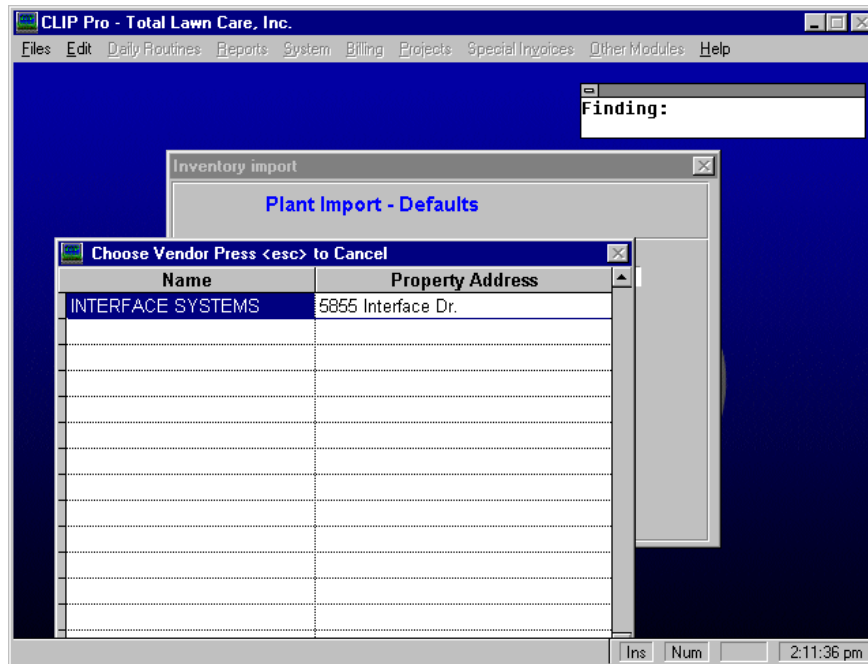 CLIP Pro - Total Lawn Care, Inc.
Files Edit Daily Routines Reports System Billing Projects Special Invoices Other Modules Help
Finding:
Inventory import
Plant Import - Defaults
Choose Vendor Press <esc> to Cancel
Name Property Address
INTERFACE SYSTEMS 5855 Interface Dr.
Ins Num 2:11:36 pm